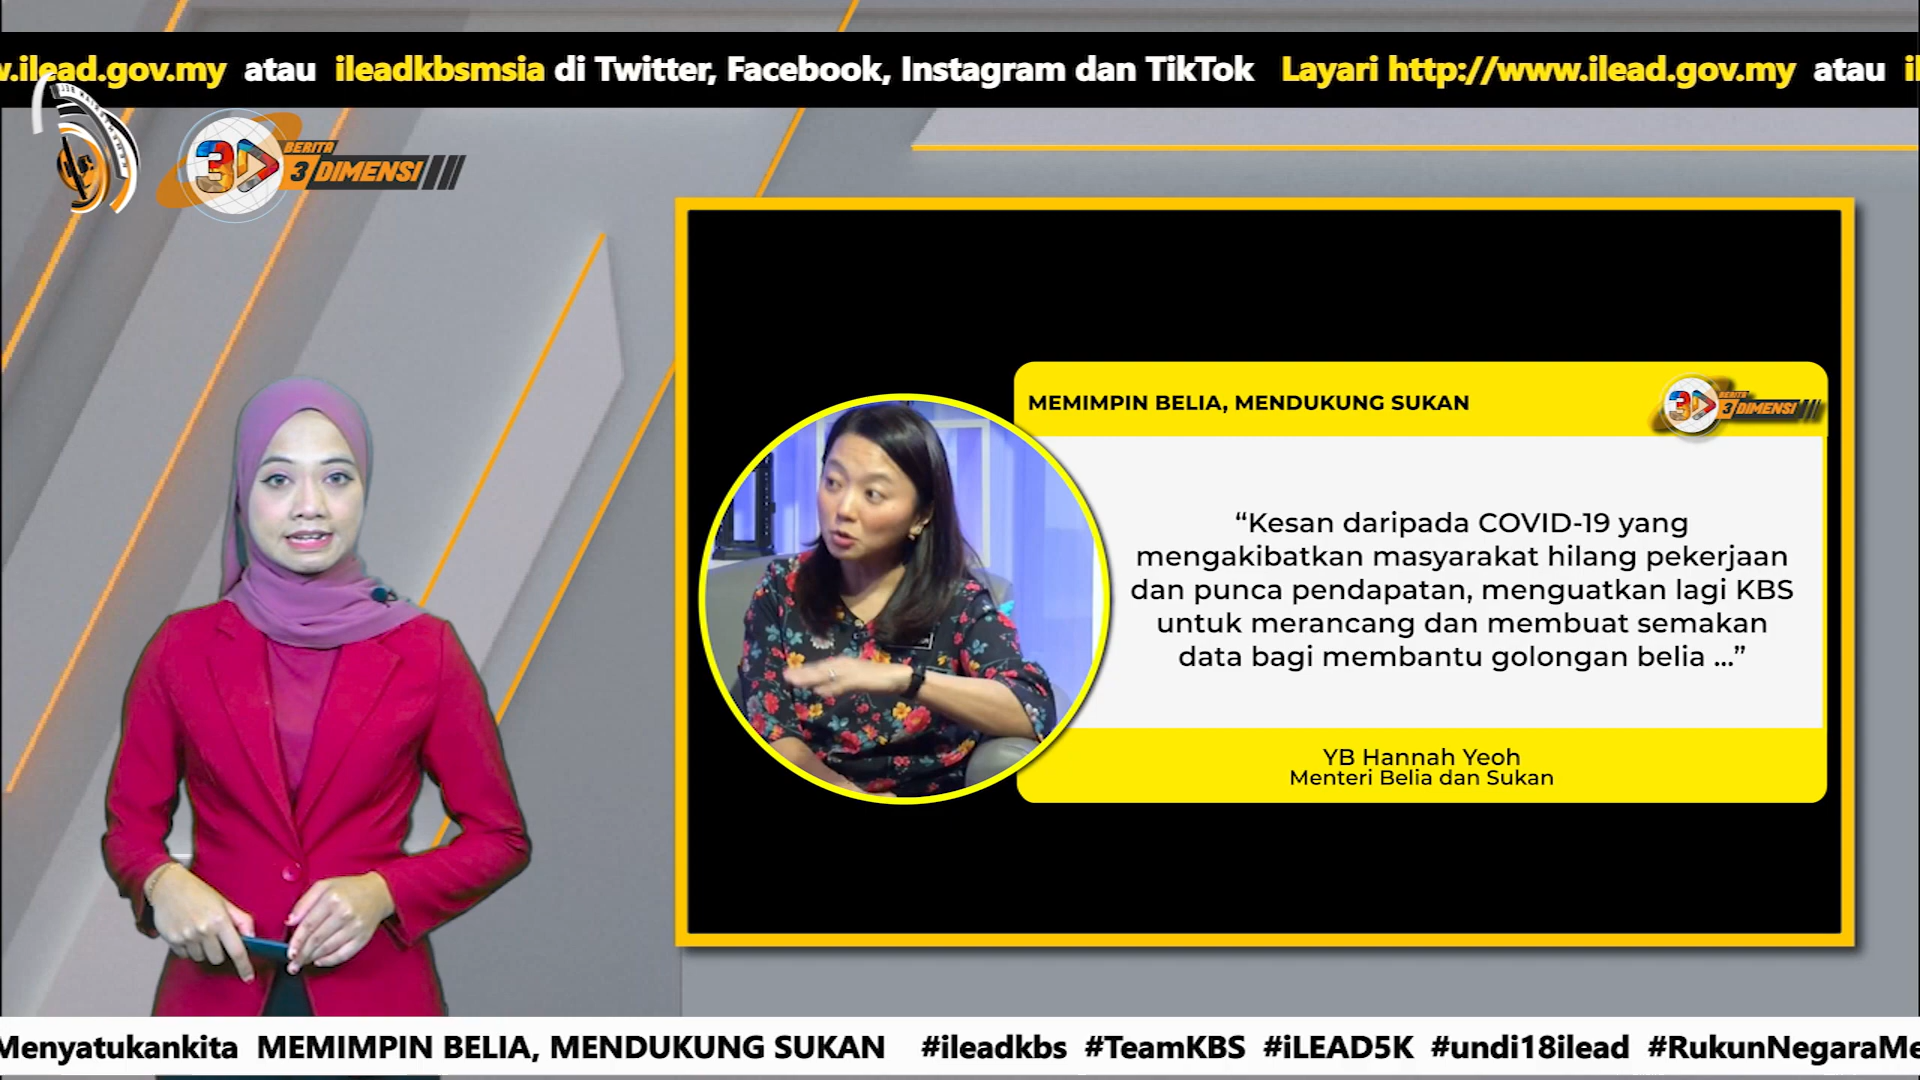 w.ilead.gov.my atau ileadkbsmsia di Twitter, Facebook, Instagram dan TikTok Layari http://www.ilead.gov.my atau il
3D BERITA
3 DIMENSI
MEMIMPIN BELIA, MENDUKUNG SUKAN
3D BERITA
3 DIMENSI
“Kesan daripada COVID-19 yang
mengakibatkan masyarakat hilang pekerjaan
dan punca pendapatan, menguatkan lagi KBS
untuk merancang dan membuat semakan
data bagi membantu golongan belia ...”
YB Hannah Yeoh
Menteri Belia dan Sukan
Menyatukankita MEMIMPIN BELIA, MENDUKUNG SUKAN #ileadkbs #TeamKBS #iLEAD5K #undi18ilead #RukunNegaraMe